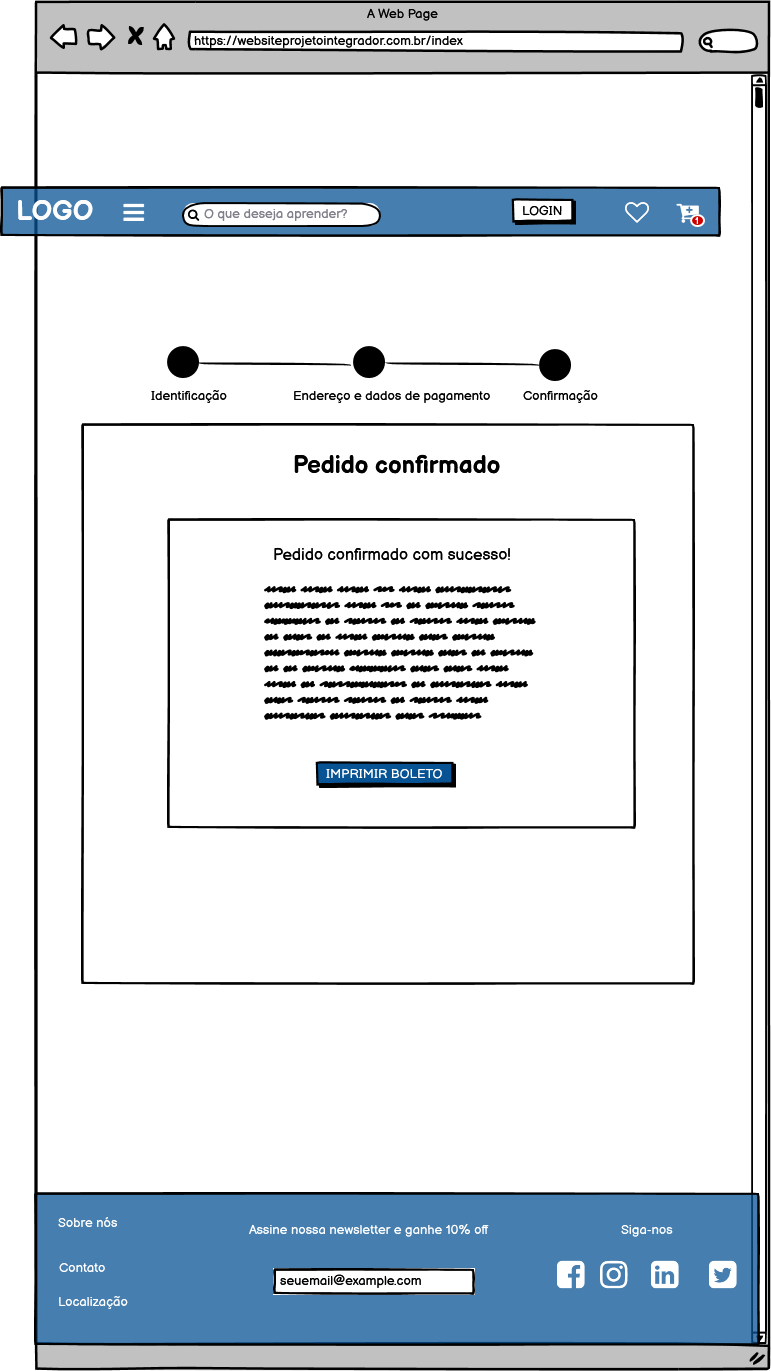 A Web Page
https://websiteprojetointegrador.com.br/index
LOGO
O que deseja aprender?
LOGIN
1
Identificação
Endereço e dados de pagamento
Confirmação
Pedido confirmado
Pedido confirmado com sucesso!
IMPRIMIR BOLETO
Sobre nós
Assine nossa newsletter e ganhe 10% off
Siga-nos
Contato
seuemail@example.com
Localização